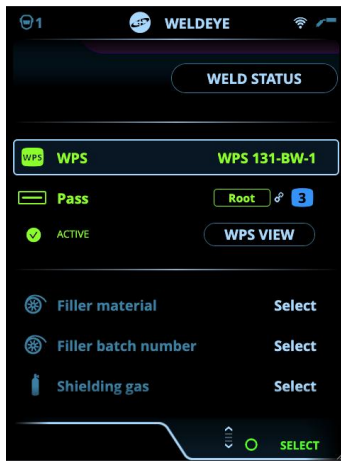 1 WELDEYE
WELD STATUS
WPS WPS WPS 131-BW-1
Pass Root 3
ACTIVE WPS VIEW
Filler material Select
Filler batch number Select
Shielding gas Select
SELECT